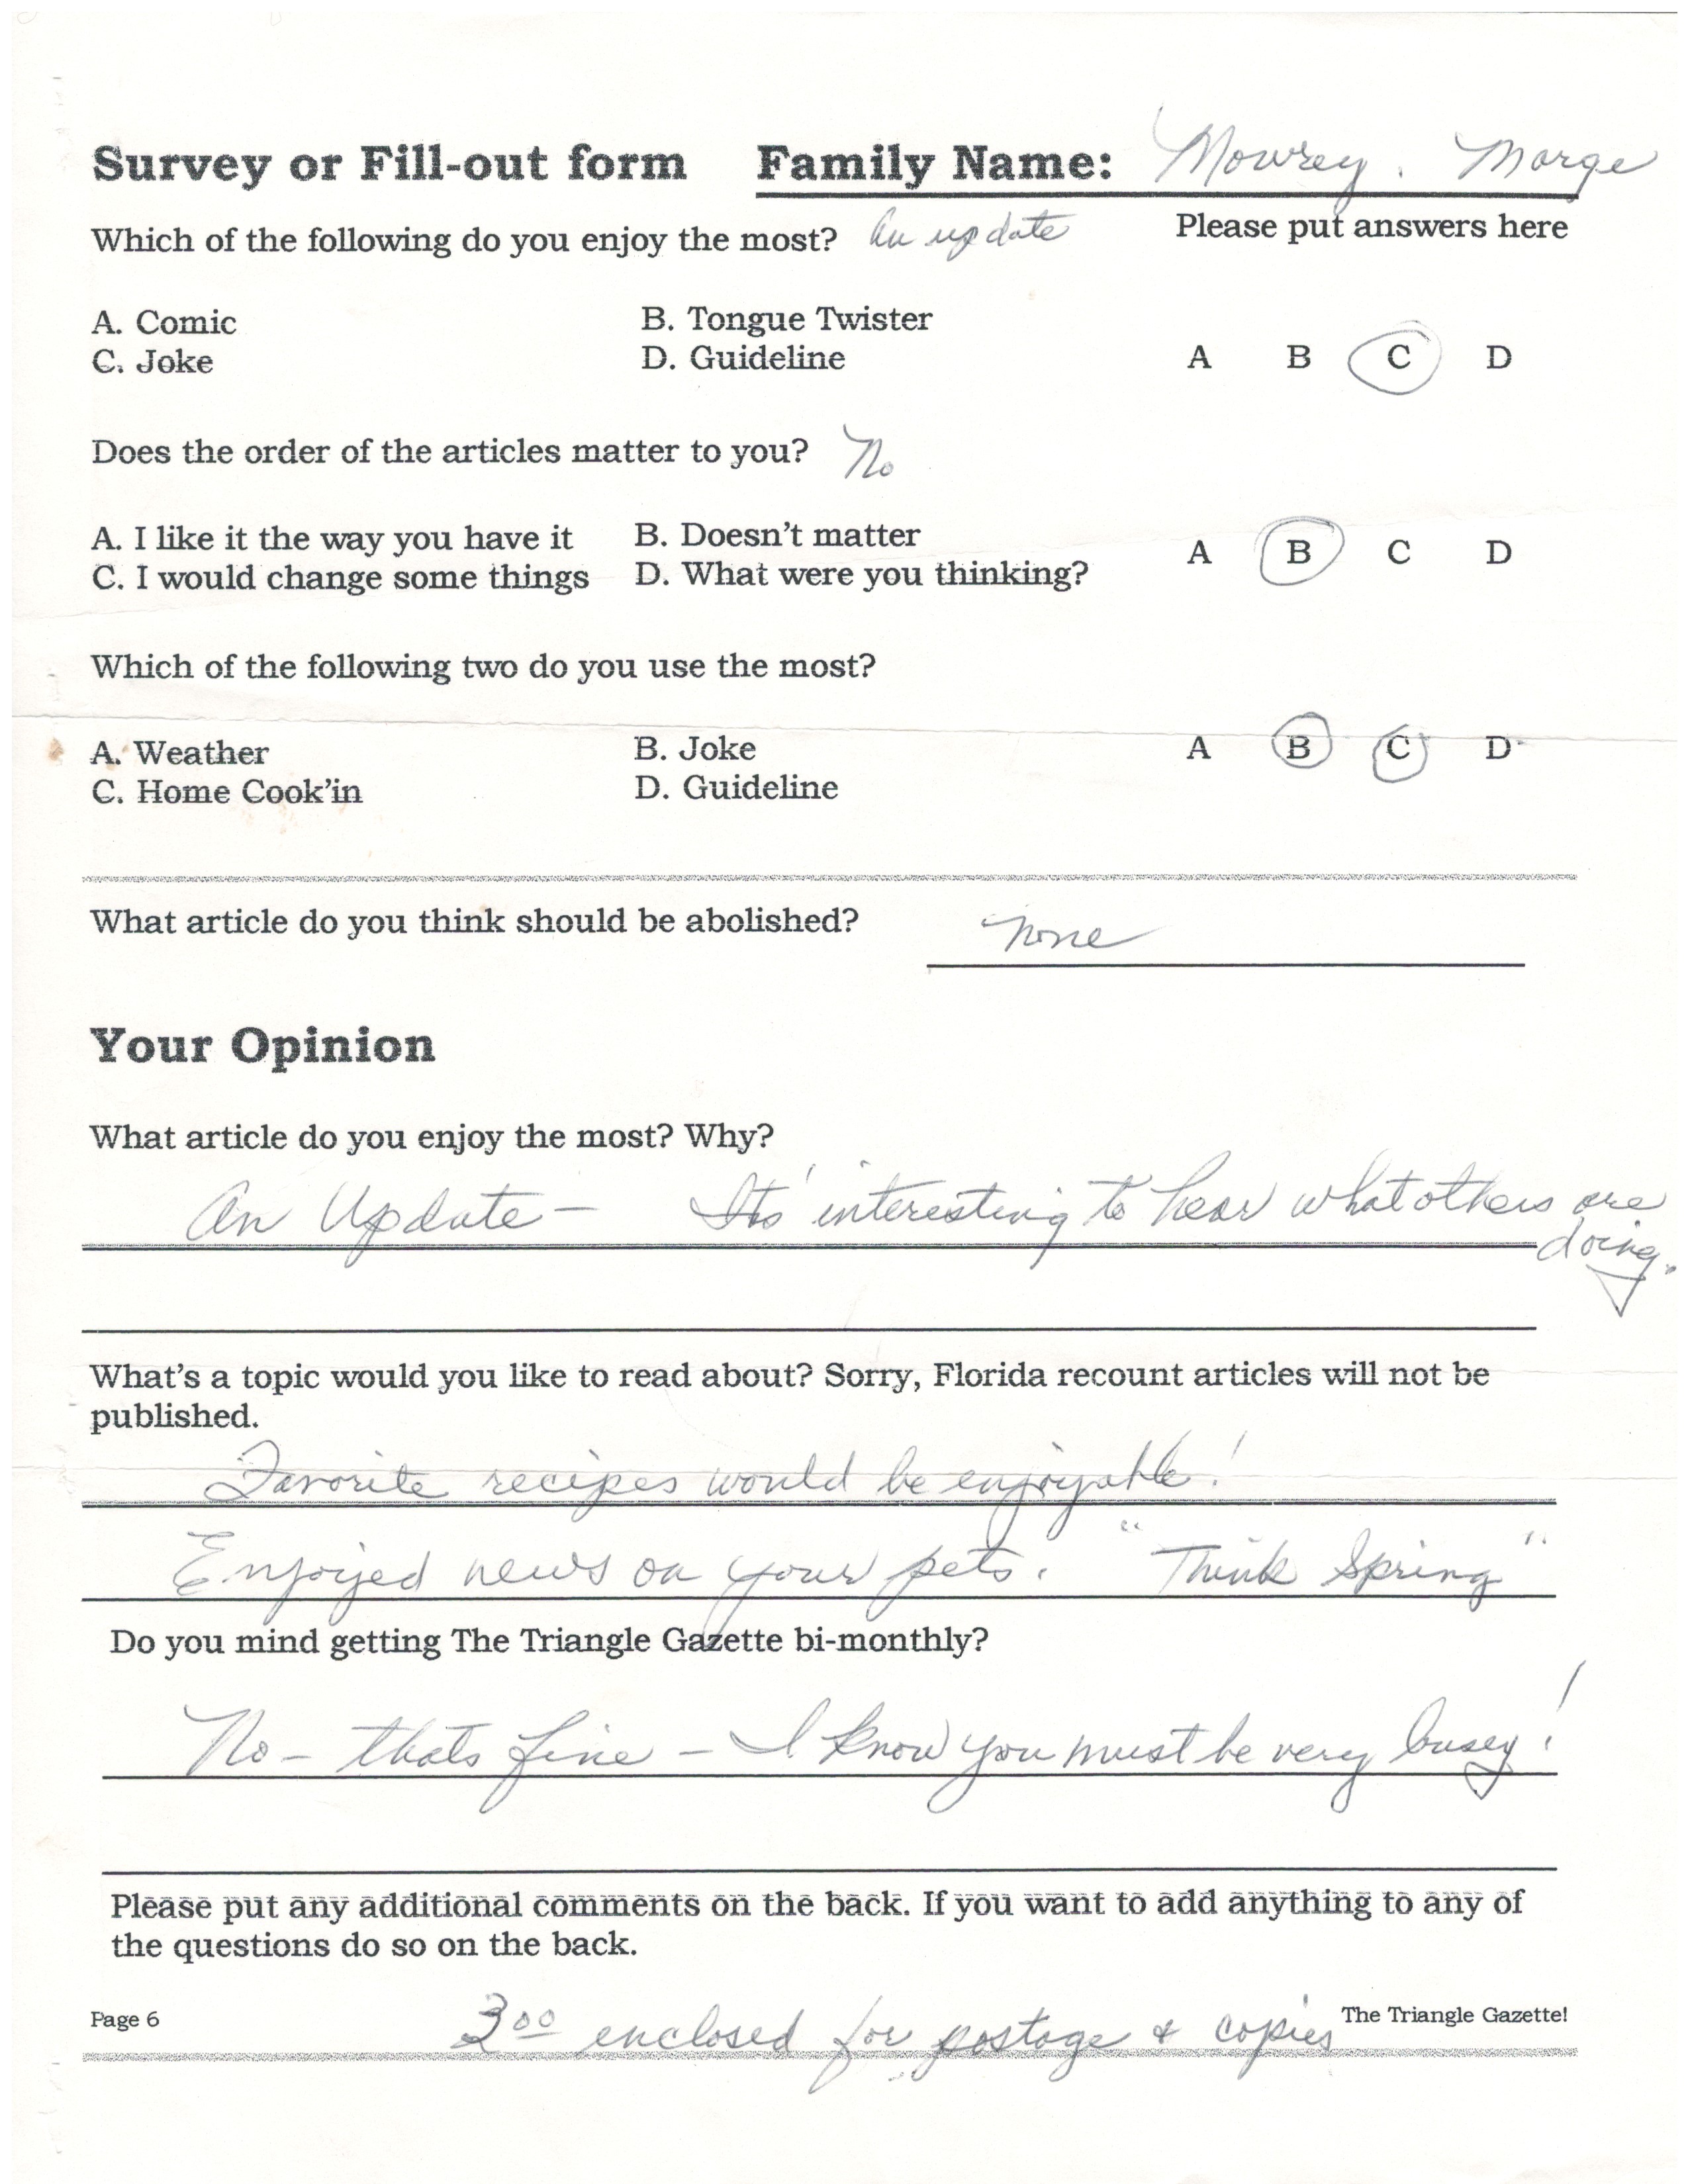 Survey or Fill-out form Family Name: Mowrey, Marge
Which of the following do you enjoy the most? An update Please put answers here
A. Comic B. Tongue Twister
C. Joke D. Guideline A B C D
Does the order of the articles matter to you? No
A. I like it the way you have it B. Doesn't matter A B C D
C. I would change some things D. What were you thinking?
Which of the following two do you use the most?
A. Weather B. Joke A B C D
C. Home Cook'in D. Guideline
What article do you think should be abolished? none
Your Opinion
What article do you enjoy the most? Why?
An Update – Its' interesting to hear what others are
doing.
What's a topic would you like to read about? Sorry, Florida recount articles will not be
published.
Favorite recipes would be enjoyable!
Enjoyed news on your pets. "Think Spring"
Do you mind getting The Triangle Gazette bi-monthly?
No – thats fine – I know you must be very busey!
Please put any additional comments on the back. If you want to add anything to any of
the questions do so on the back.
Page 6 3 00 enclosed for postage & copies The Triangle Gazette!